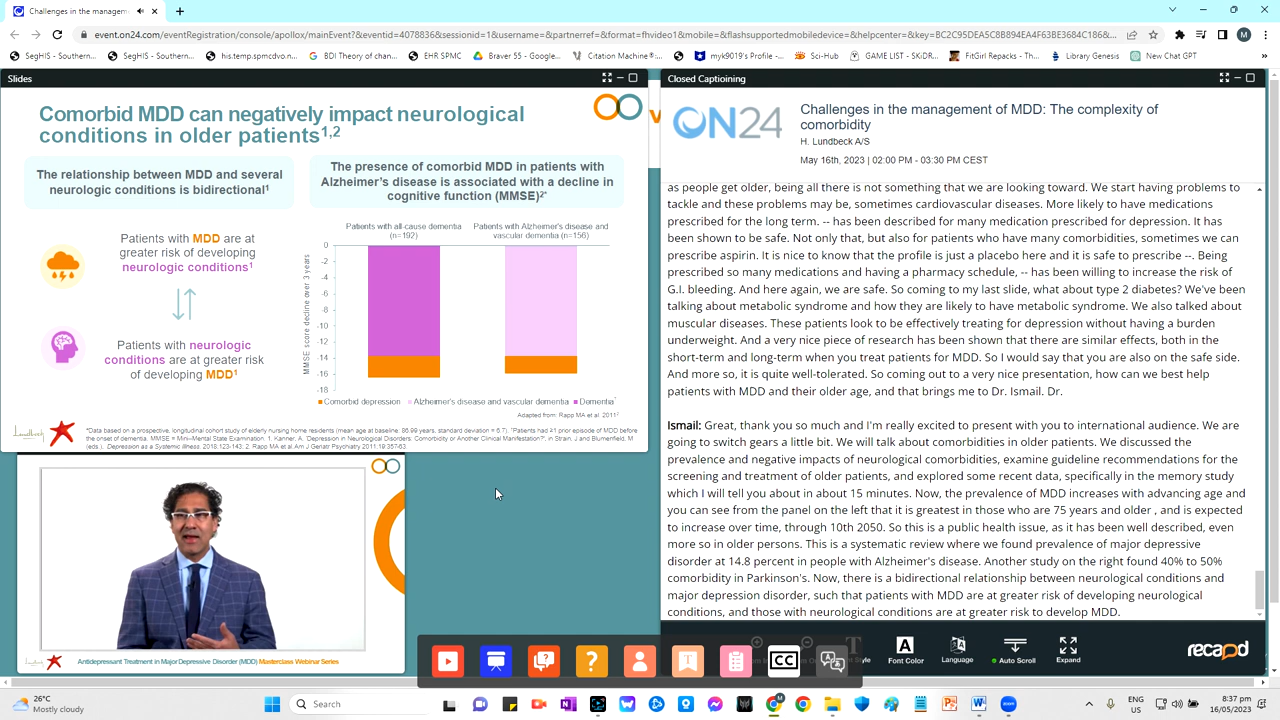 Challenges in the managem
event.on24.com/eventRegistration/console/apollox/mainEvent?&eventid=4078836&sessionid=1&username=&partnerref=&format=fhvideo1&mobile=&flashsupportedmobiledevice=&helpcenter=&key=BC2C95DEA5C8B894EA4F63BE3684C186&...
M
SegHIS - Southern...
SegHIS - Southern...
his.temp.spmcdvo.n...
BDI Theory of chan...
EHR SPMC
Braver 55 - Google...
Citation Machine®...
myk9019's Profile -...
Sci-Hub
GAME LIST - SKiDR...
FitGirl Repacks - Th...
Library Genesis
New Chat GPT
Slides
Comorbid MDD can negatively impact neurological
conditions in older patients1,2
The relationship between MDD and several
neurologic conditions is bidirectional1
Patients with MDD are at
greater risk of developing
neurologic conditions1
Patients with neurologic
conditions are at greater risk
of developing MDD1
The presence of comorbid MDD in patients with
Alzheimer's disease is associated with a decline in
cognitive function (MMSE)2*
Patients with all-cause dementia
(n=192)
Patients with Alzheimer's disease and
vascular dementia (n=156)
MMSE score decline over 3 years
0
-2
-4
-6
-8
-10
-12
-14
-16
-18
Comorbid depression
Alzheimer's disease and vascular dementia
Dementia†
Adapted from: Rapp MA et al. 2011²
Lundbeck
*Data based on a prospective, longitudinal cohort study of elderly nursing home residents (mean age at baseline: 86.99 years, standard deviation = 6.7). †Patients had ≥1 prior episode of MDD before
the onset of dementia. MMSE = Mini–Mental State Examination. 1. Kanner, A. 'Depression in Neurological Disorders: Comorbidity or Another Clinical Manifestation?', in Strain, J and Blumenfield, M
(eds.). Depression as a Systemic Illness. 2018:123-143; 2. Rapp MA et al.Am J Geriatr Psychiatry 2011;19:357-63
Antidepressant Treatment in Major Depressive Disorder (MDD) Masterclass Webinar Series
Closed Captioining
ON24
Challenges in the management of MDD: The complexity of
comorbidity
H. Lundbeck A/S
May 16th, 2023 | 02:00 PM - 03:30 PM CEST
as people get older, being all there is not something that we are looking toward. We start having problems to
tackle and these problems may be, sometimes cardiovascular diseases. More likely to have medications
prescribed for the long term. -- has been described for many medication prescribed for depression. It has
been shown to be safe. Not only that, but also for patients who have many comorbidities, sometimes we can
prescribe aspirin. It is nice to know that the profile is just a placebo here and it is safe to prescribe --. Being
prescribed so many medications and having a pharmacy schedule, -- has been willing to increase the risk of
G.I. bleeding. And here again, we are safe. So coming to my last slide, what about type 2 diabetes? We've been
talking about metabolic syndrome and how they are likely to have metabolic syndrome. We also talked about
muscular diseases. These patients look to be effectively treating for depression without having a burden
underweight. And a very nice piece of research has been shown that there are similar effects, both in the
short-term and long-term when you treat patients for MDD. So I would say that you are also on the safe side.
And more so, it is quite well-tolerated. So coming out to a very nice presentation, how can we best help
patients with MDD and their older age, and that brings me to Dr. Ismail. Dr.
Ismail: Great, thank you so much and I'm really excited to present with you to international audience. We are
going to switch gears a little bit. We will talk about comorbidities in older patients. We discussed the
prevalence and negative impacts of neurological comorbidities, examine guideline recommendations for the
screening and treatment of older patients, and explored some recent data, specifically in the memory study
which I will tell you about in about 15 minutes. Now, the prevalence of MDD increases with advancing age and
you can see from the panel on the left that it is greatest in those who are 75 years and older , and is expected
to increase over time, through 10th 2050. So this is a public health issue, as it has been well described, even
more so in older persons. This is a systematic review where we found prevalence of major depressive
disorder at 14.8 percent in people with Alzheimer's disease. Another study on the right found 40% to 50%
comorbidity in Parkinson's. Now, there is a bidirectional relationship between neurological conditions and
major depression disorder, such that patients with MDD are at greater risk of developing neurological
conditions, and those with neurological conditions are at greater risk to develop MDD.
Font Color
Language
Auto Scroll
Expand
recapd
CC
26°C
Mostly cloudy
Search
ENG
US
8:37 pm
16/05/2023